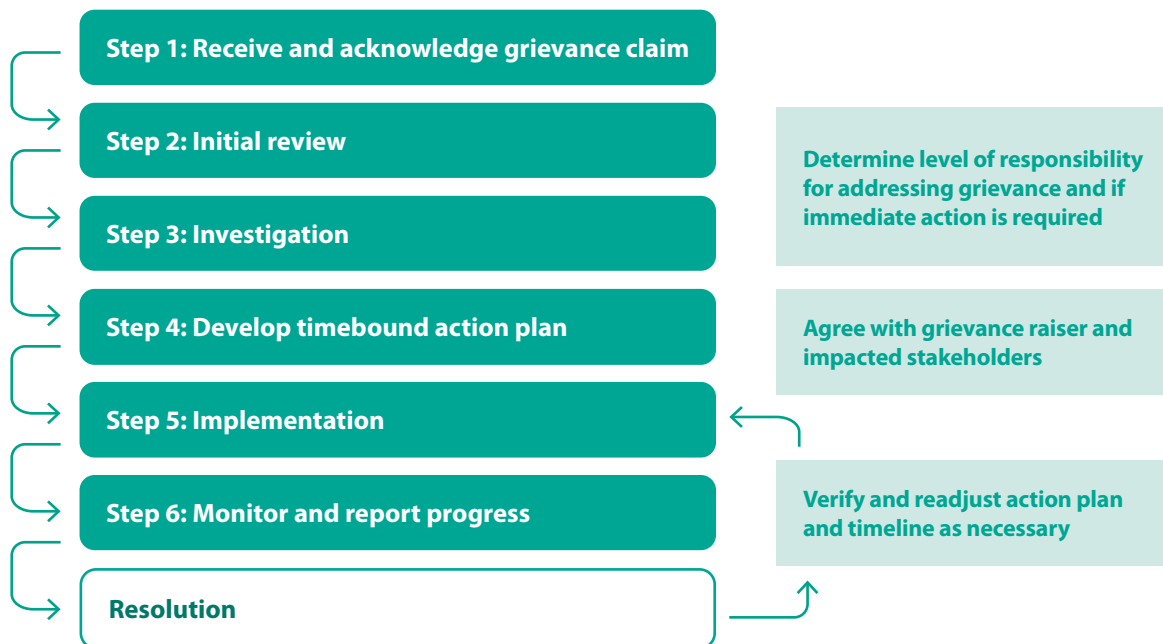 Step 1: Receive and acknowledge grievance claim
Step 2: Initial review
Step 3: Investigation
Step 4: Develop timebound action plan
Step 5: Implementation
Step 6: Monitor and report progress
Resolution
Determine level of responsibility
for addressing grievance and if
immediate action is required
Agree with grievance raiser and
impacted stakeholders
Verify and readjust action plan
and timeline as necessary